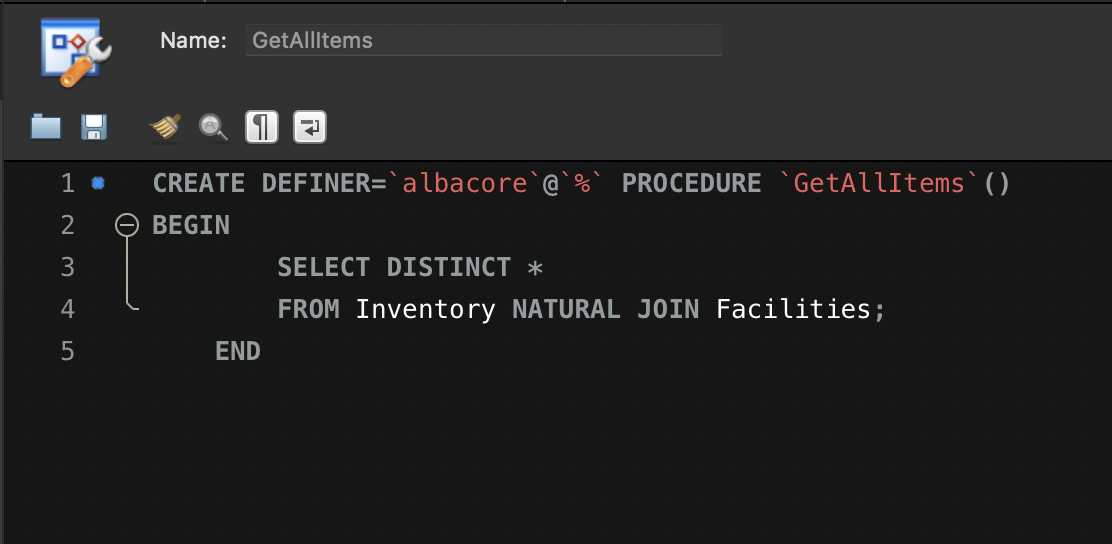 Name: GetAllItems
1 CREATE DEFINER=`albacore`@`%` PROCEDURE `GetAllItems`()
2 BEGIN
3 SELECT DISTINCT *
4 FROM Inventory NATURAL JOIN Facilities;
5 END